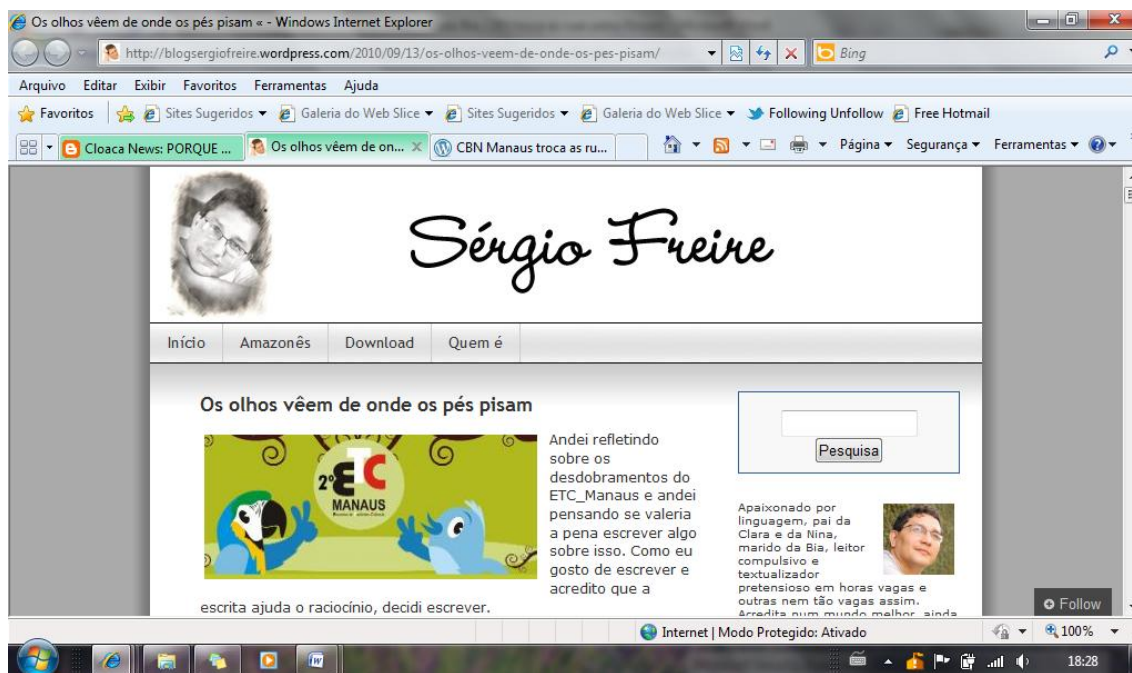 Os olhos vêem de onde os pés pisam « - Windows Internet Explorer
http://blogsergiofreire.wordpress.com/2010/09/13/os-olhos-veem-de-onde-os-pes-pisam/
Bing
Arquivo Editar Exibir Favoritos Ferramentas Ajuda
Favoritos Sites Sugeridos Galeria do Web Slice Sites Sugeridos Galeria do Web Slice Following Unfollow Free Hotmail
Cloaca News: PORQUE ... Os olhos vêem de on... CBN Manaus troca as ru... Página Segurança Ferramentas
Sérgio Freire
Início Amazonês Download Quem é
Os olhos vêem de onde os pés pisam
2º ETC
MANAUS
Andei refletindo
sobre os
desdobramentos do
ETC_Manaus e andei
pensando se valeria
a pena escrever algo
sobre isso. Como eu
gosto de escrever e
acredito que a
escrita ajuda o raciocínio, decidi escrever.
Pesquisa
Apaixonado por
linguagem, pai da
Clara e da Nina,
marido da Bia, leitor
compulsivo e
textualizador
pretensioso em horas vagas e
outras nem tão vagas assim.
Acredita num mundo melhor, ainda
Follow
Internet | Modo Protegido: Ativado 100%
18:28